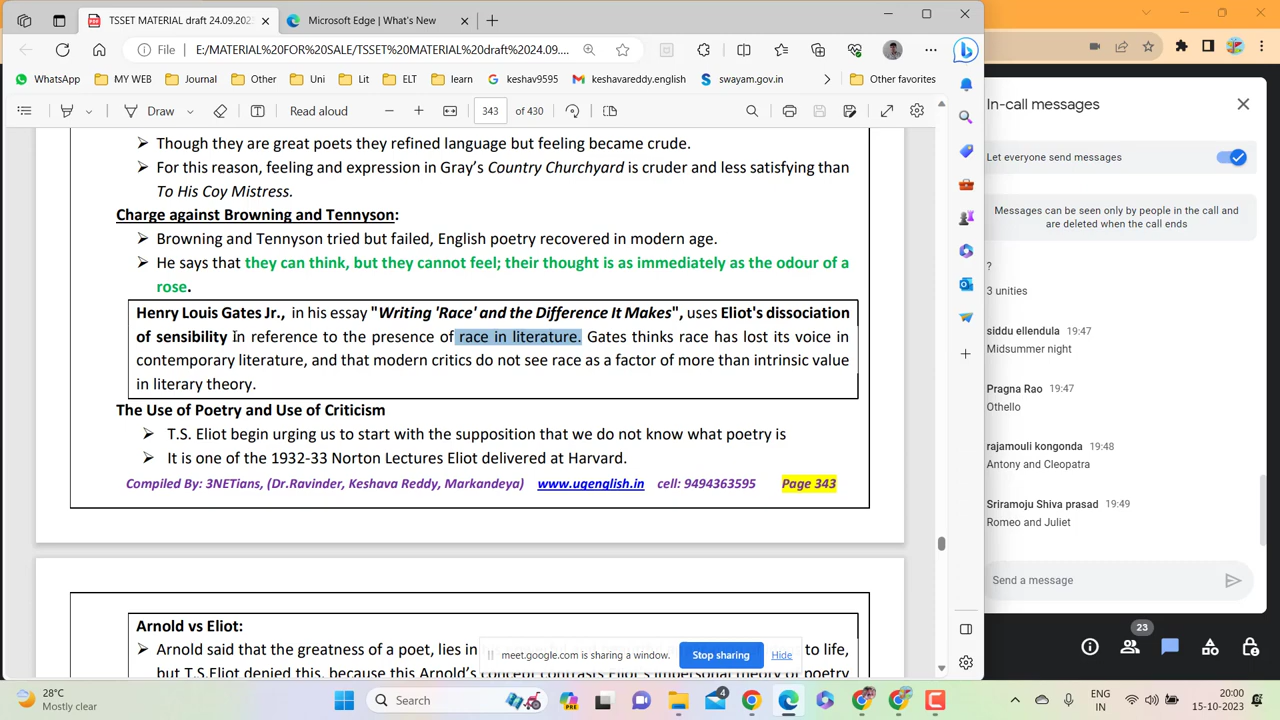 TSSET MATERIAL draft 24.09.202
Microsoft Edge | What's New
File
E:/MATERIAL%20FOR%20SALE/TSSET%20MATERIAL%20draft%2024.09....
WhatsApp
MY WEB
Journal
Other
Uni
Lit
ELT
learn
keshav9595
keshavareddy.english
swayam.gov.in
Other favorites
Draw
Read aloud
343
of 430
Though they are great poets they refined language but feeling became crude.
For this reason, feeling and expression in Gray's Country Churchyard is cruder and less satisfying than
To His Coy Mistress.
Charge against Browning and Tennyson:
Browning and Tennyson tried but failed, English poetry recovered in modern age.
He says that they can think, but they cannot feel; their thought is as immediately as the odour of a
rose.
Henry Louis Gates Jr., in his essay "Writing 'Race' and the Difference It Makes", uses Eliot's dissociation
of sensibility in reference to the presence of race in literature. Gates thinks race has lost its voice in
contemporary literature, and that modern critics do not see race as a factor of more than intrinsic value
in literary theory.
The Use of Poetry and Use of Criticism
T.S. Eliot begin urging us to start with the supposition that we do not know what poetry is
It is one of the 1932-33 Norton Lectures Eliot delivered at Harvard.
Compiled By: 3NETians, (Dr.Ravinder, Keshava Reddy, Markandeya) www.ugenglish.in cell: 9494363595 Page 343
Arnold vs Eliot:
Arnold said that the greatness of a poet, lies in
to life,
but T.S.Eliot denied this, because this Arnold's concept contrasts Eliot's impersonal theory of poetry
meet.google.com is sharing a window.
Stop sharing
Hide
In-call messages
Let everyone send messages
Messages can be seen only by people in the call and
are deleted when the call ends
?
3 unities
siddu ellendula 19:47
Midsummer night
Pragna Rao 19:47
Othello
rajamouli kongonda 19:48
Antony and Cleopatra
Sriramoju Shiva prasad 19:49
Romeo and Juliet
Send a message
23
28°C
Mostly clear
Search
PRE
4
ENG
IN
20:00
15-10-2023